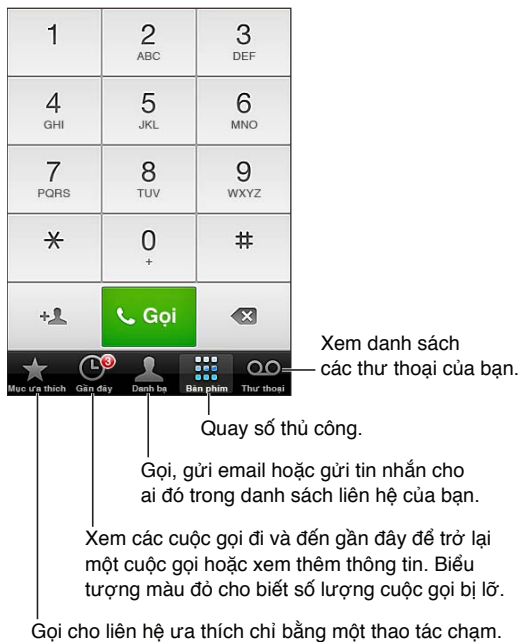 1 2 3
ABC DEF
4 5 6
GHI JKL MNO
7 8 9
PQRS TUV WXYZ
* 0 #
+
+ Gọi
3
Mục ưa thích Gần đây Danh bạ Bàn phím Thư thoại
Xem danh sách
các thư thoại của bạn.
Quay số thủ công.
Gọi, gửi email hoặc gửi tin nhắn cho
ai đó trong danh sách liên hệ của bạn.
Xem các cuộc gọi đi và đến gần đây để trở lại
một cuộc gọi hoặc xem thêm thông tin. Biểu
tượng màu đỏ cho biết số lượng cuộc gọi bị lỡ.
Gọi cho liên hệ ưa thích chỉ bằng một thao tác chạm.